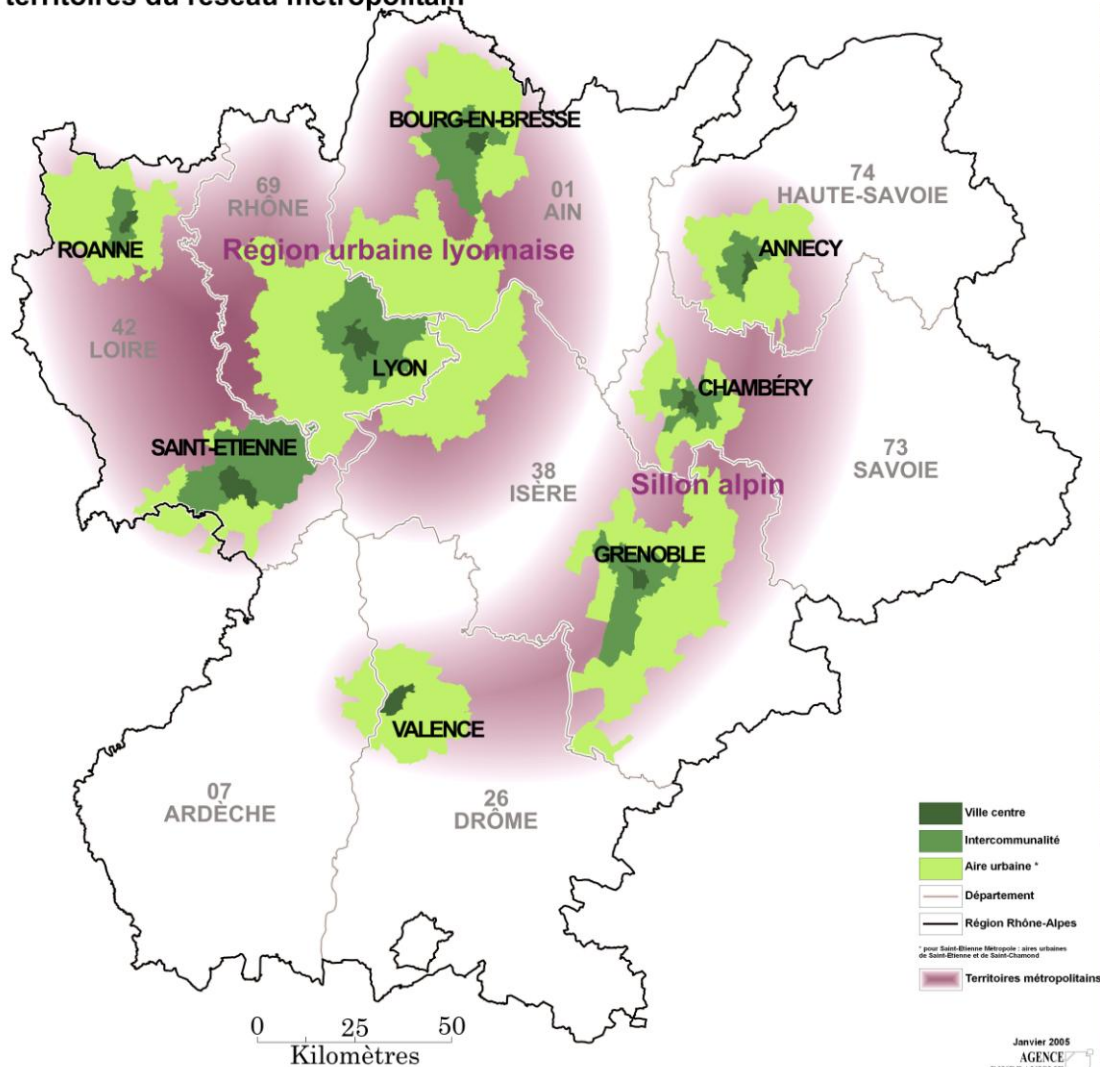 territoires du réseau métropolitain
BOURG-EN-BRESSE
69
RHÔNE
01
AIN
74
HAUTE-SAVOIE
ROANNE
Région urbaine lyonnaise
ANNECY
42
LOIRE
LYON
CHAMBÉRY
SAINT-ETIENNE
73
SAVOIE
38
ISÈRE
Sillon alpin
GRENOBLE
VALENCE
07
ARDÈCHE
26
DRÔME
Ville centre
Intercommunalité
Aire urbaine *
Département
Région Rhône-Alpes
* pour Saint-Etienne Métropole : aires urbaines
de Saint-Etienne et de Saint-Chamond
Territoires métropolitains
0 25 50
Kilomètres
Janvier 2005
AGENCE